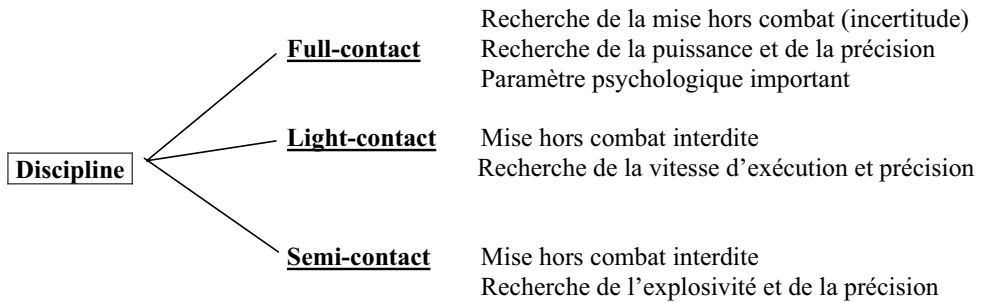 Recherche de la mise hors combat (incertitude)
Full-contact Recherche de la puissance et de la précision
Paramètre psychologique important
Light-contact Mise hors combat interdite
Discipline Recherche de la vitesse d'exécution et précision
Semi-contact Mise hors combat interdite
Recherche de l'explosivité et de la précision